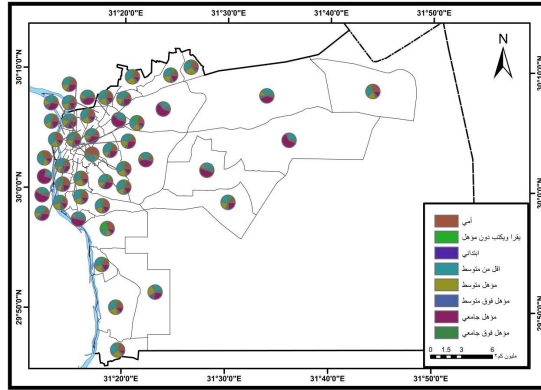 31°20'0"E 31°30'0"E 31°40'0"E 31°50'0"E
N
30°10'0"N
30°0'0"N
29°50'0"N
أمي
يقرا ويكتب دون مؤهل
ابتدائي
اقل من متوسط
مؤهل متوسط
مؤهل فوق متوسط
مؤهل جامعي
مؤهل فوق جامعي
0 1.5 3 6
31°20'0"E 31°30'0"E 31°40'0"E 31°50'0"E